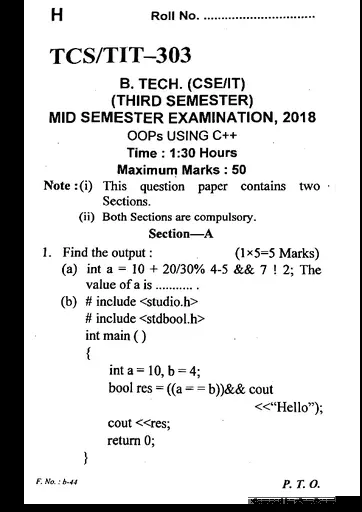 H Roll No. ...............................
TCS/TIT–303
B. TECH. (CSE/IT)
(THIRD SEMESTER)
MID SEMESTER EXAMINATION, 2018
OOPs USING C++
Time : 1:30 Hours
Maximum Marks : 50
Note :(i) This question paper contains two
Sections.
(ii) Both Sections are compulsory.
Section—A
1. Find the output : (1×5=5 Marks)
(a) int a = 10 + 20/30% 4-5 && 7 ! 2; The
value of a is ........... .
(b) # include <studio.h>
# include <stdbool.h>
int main ( )
{
int a = 10, b = 4;
bool res = ((a = = b))&& cout
<<“Hello”);
cout <<res;
return 0;
}
F. No. : b-44 P. T. O.